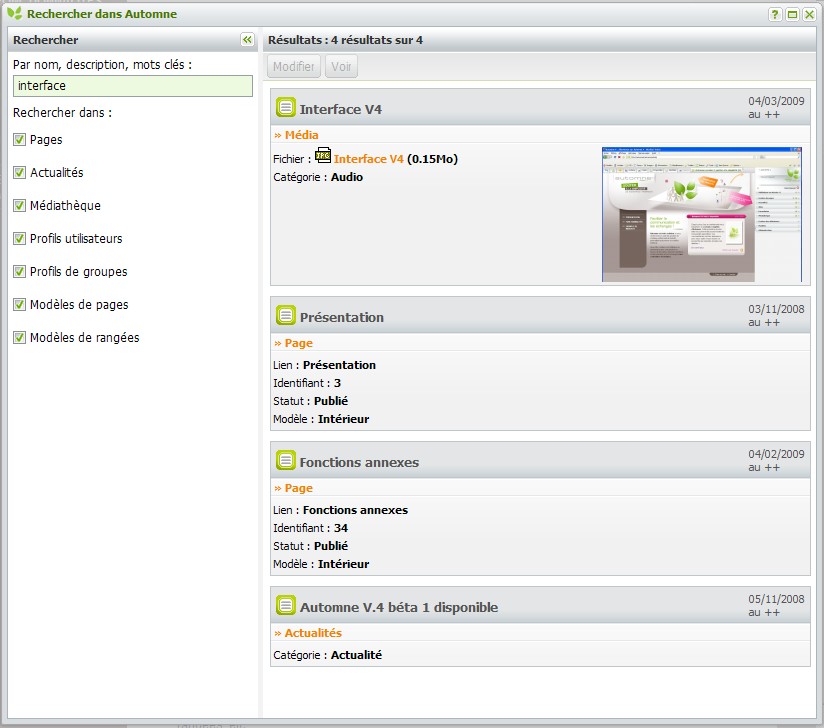 Rechercher dans Automne
Rechercher
Par nom, description, mots clés :
interface
Rechercher dans :
Pages
Actualités
Médiathèque
Profils utilisateurs
Profils de groupes
Modèles de pages
Modèles de rangées
Résultats : 4 résultats sur 4
Modifier Voir
Interface V4 04/03/2009
au ++
» Média
Fichier : Interface V4 (0.15Mo)
Catégorie : Audio
Présentation 03/11/2008
au ++
» Page
Lien : Présentation
Identifiant : 3
Statut : Publié
Modèle : Intérieur
Fonctions annexes 04/02/2009
au ++
» Page
Lien : Fonctions annexes
Identifiant : 34
Statut : Publié
Modèle : Intérieur
Automne V.4 béta 1 disponible 05/11/2008
au ++
» Actualités
Catégorie : Actualité